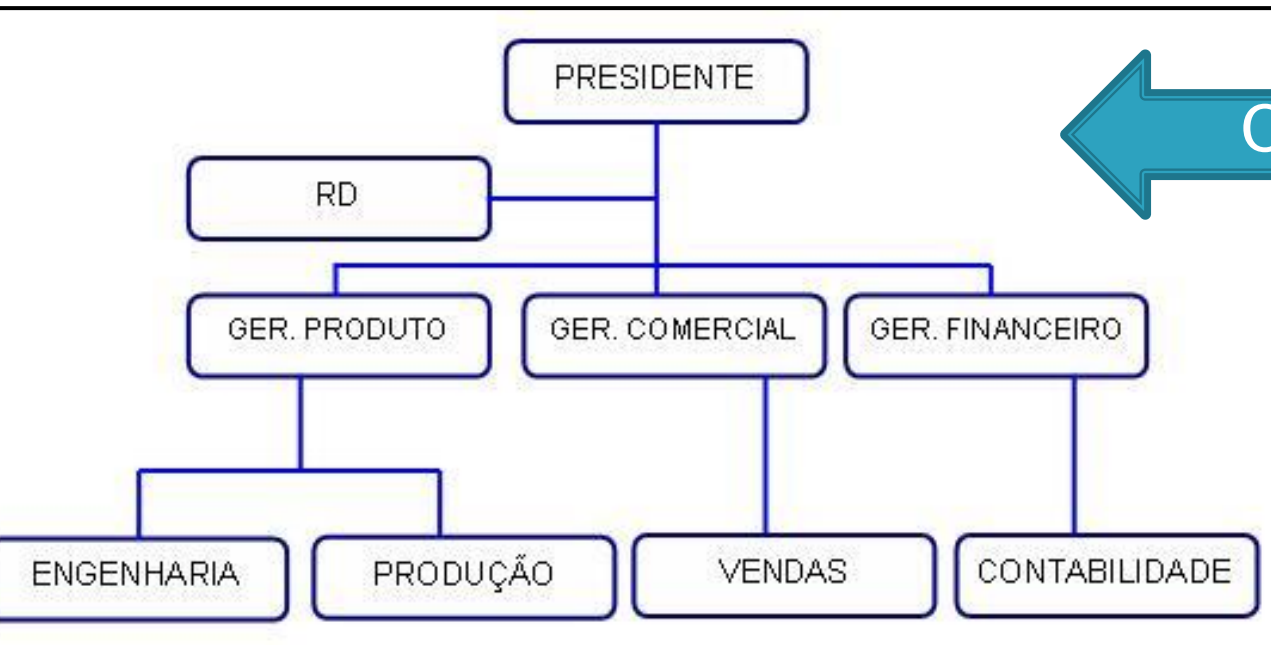 PRESIDENTE
RD
GER. PRODUTO
GER. COMERCIAL
GER. FINANCEIRO
ENGENHARIA
PRODUÇÃO
VENDAS
CONTABILIDADE